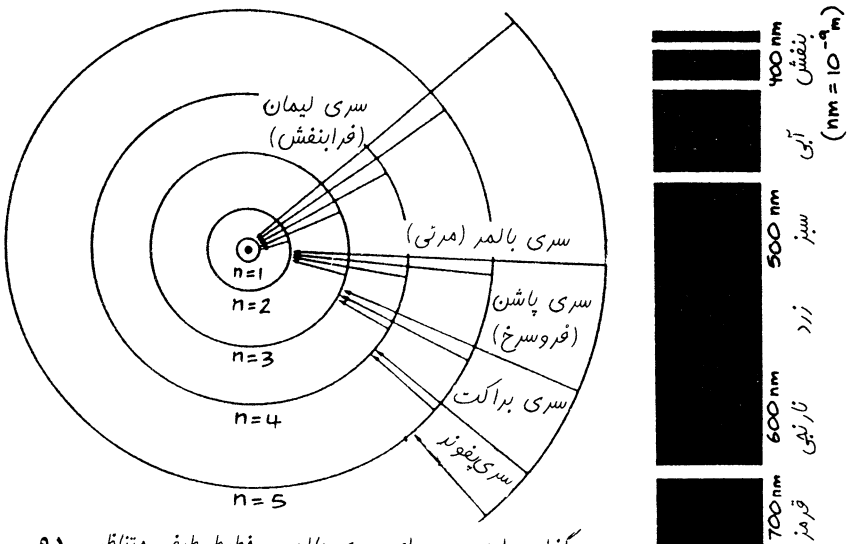 سری لیمان
(فرابنفش)
سری بالمر (مرئی)
سری پاشن
(فروسرخ)
سری براکت
سری پفوند
n=1
n=2
n=3
n=4
n=5
400 nm
500 nm
600 nm
700 nm
بنفش
آبی
سبز
زرد
نارنجی
قرمز
(nm = 10⁻⁹m)